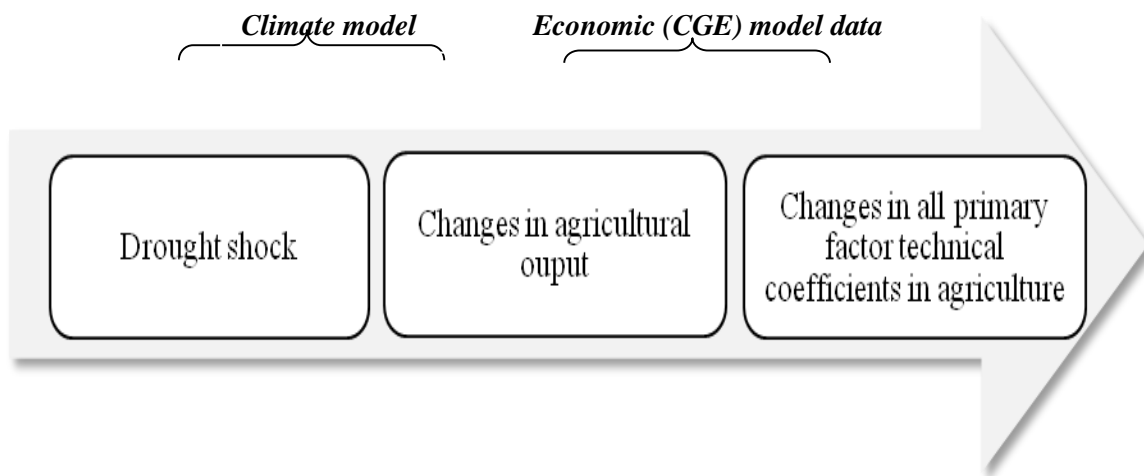 Climate model
Economic (CGE) model data
Drought shock
Changes in agricultural
ouput
Changes in all primary
factor technical
coefficients in agriculture